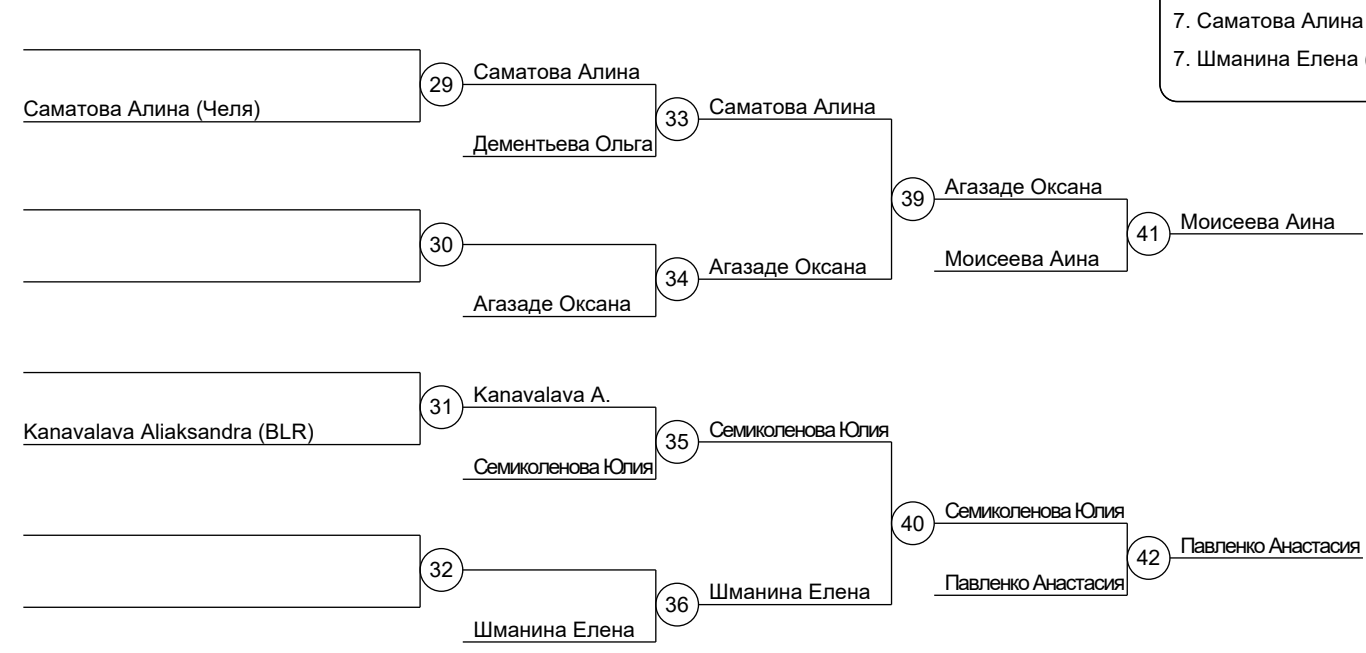 7. Саматова Алина
7. Шманина Елена
29
Саматова Алина
Саматова Алина (Челя)
33
Саматова Алина
Дементьева Ольга
39
Агазаде Оксана
41
Моисеева Аина
30
34
Агазаде Оксана
Моисеева Аина
Агазаде Оксана
31
Kanavalava A.
Kanavalava Aliaksandra (BLR)
35
Семиколенова Юлия
Семиколенова Юлия
40
Семиколенова Юлия
42
Павленко Анастасия
32
36
Шманина Елена
Павленко Анастасия
Шманина Елена